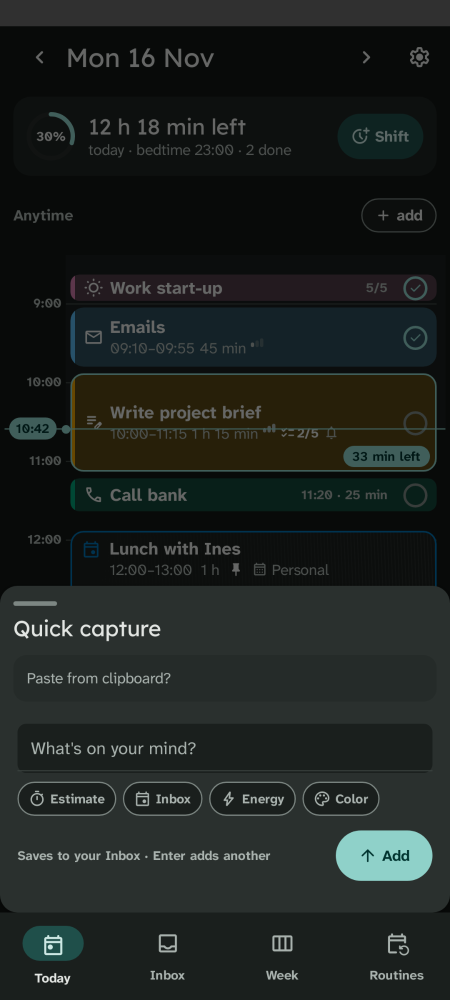 Mon 16 Nov
30%
12 h 18 min left
today · bedtime 23:00 · 2 done
Shift
Anytime
+ add
Work start-up
5/5
9:00
Emails
09:10–09:55 45 min
10:00
Write project brief
10:42
10:00–11:15 1 h 15 min 2/5
33 min left
11:00
Call bank
11:20 · 25 min
12:00
Lunch with Ines
12:00–13:00 1 h Personal
Quick capture
Paste from clipboard?
What's on your mind?
Estimate Inbox Energy Color
Saves to your Inbox · Enter adds another
Add
Today Inbox Week Routines